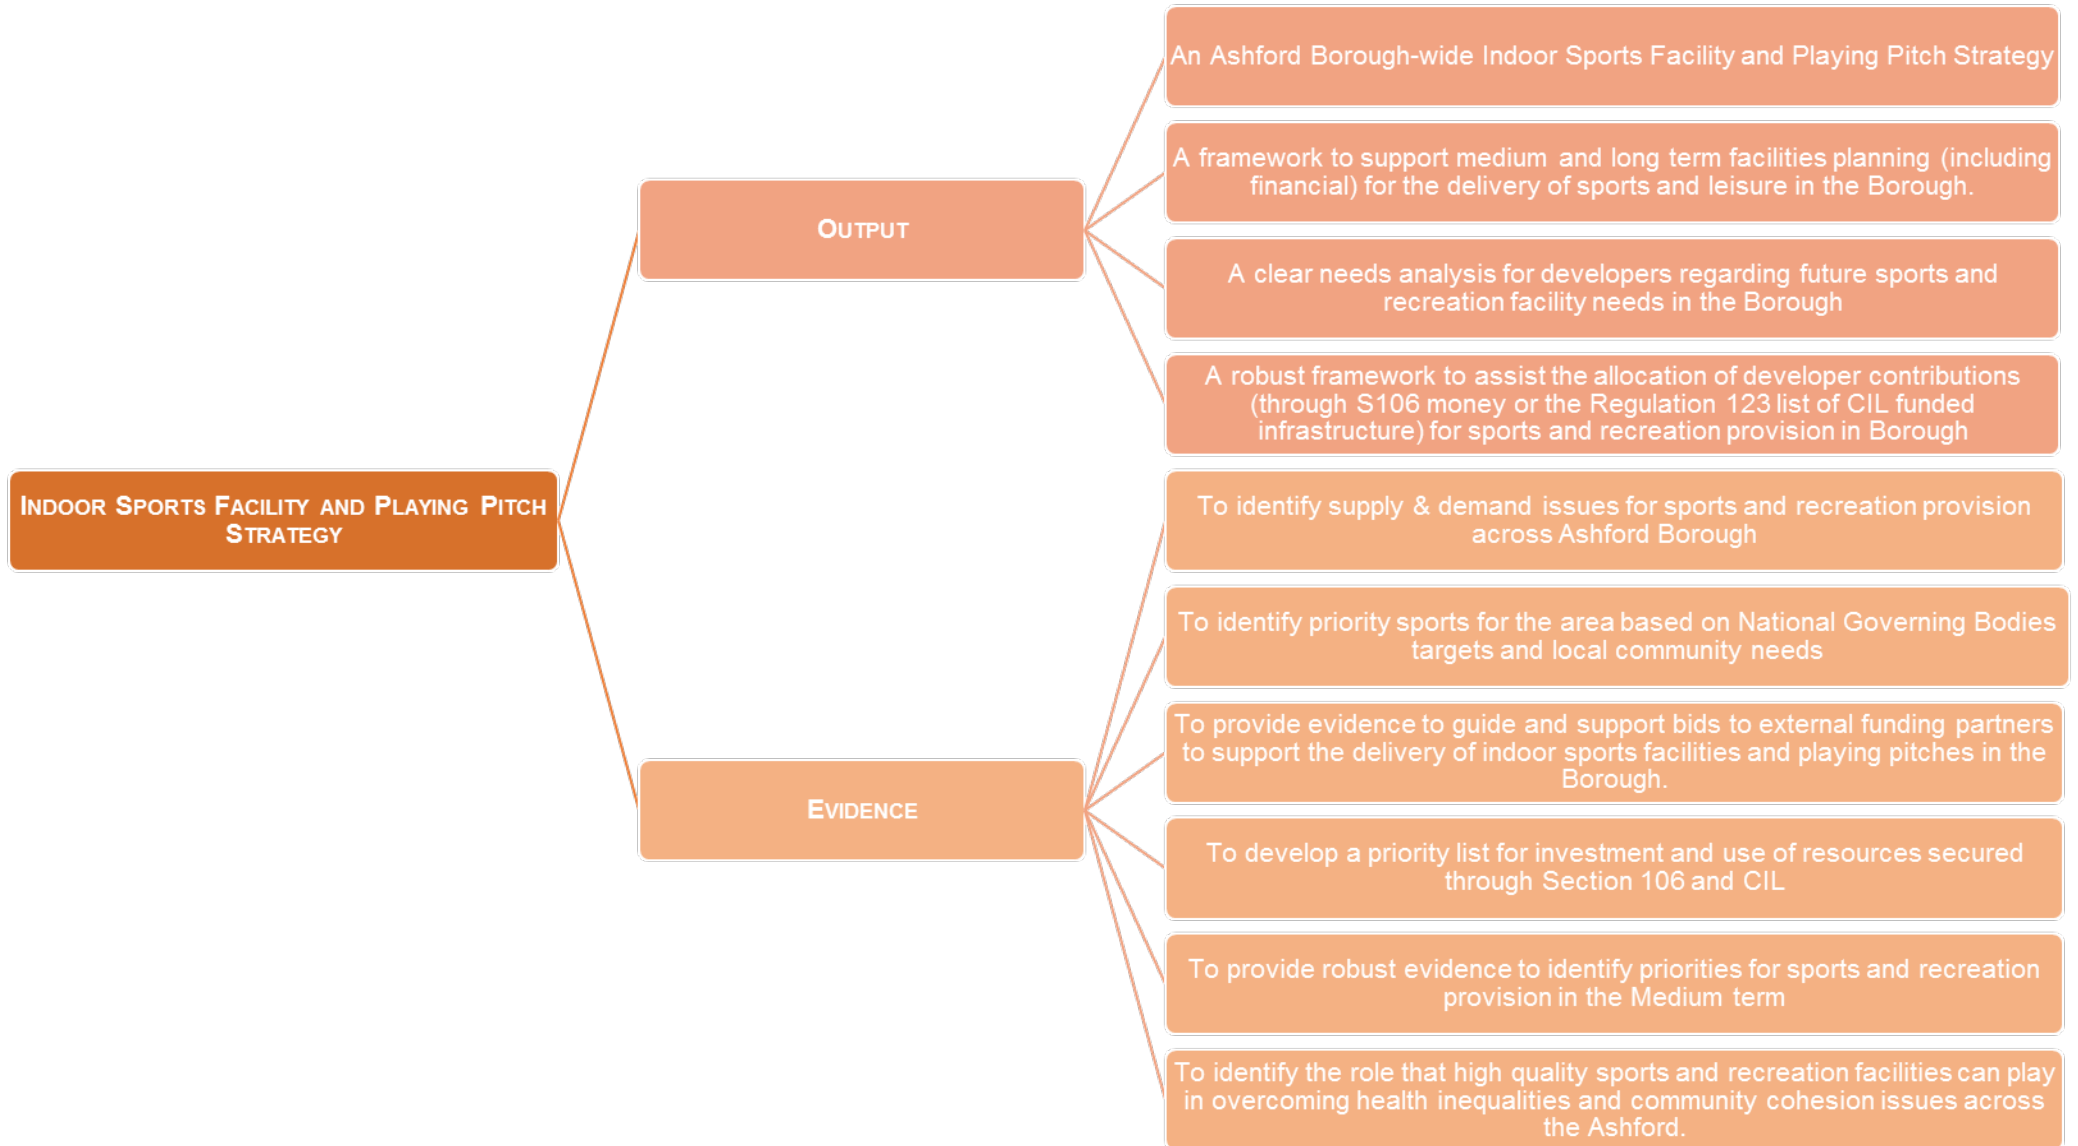 INDOOR SPORTS FACILITY AND PLAYING PITCH
STRATEGY
OUTPUT
An Ashford Borough-wide Indoor Sports Facility and Playing Pitch Strategy
A framework to support medium and long term facilities planning (including
financial) for the delivery of sports and leisure in the Borough.
A clear needs analysis for developers regarding future sports and
recreation facility needs in the Borough
A robust framework to assist the allocation of developer contributions
(through S106 money or the Regulation 123 list of CIL funded
infrastructure) for sports and recreation provision in Borough
EVIDENCE
To identify supply & demand issues for sports and recreation provision
across Ashford Borough
To identify priority sports for the area based on National Governing Bodies
targets and local community needs
To provide evidence to guide and support bids to external funding partners
to support the delivery of indoor sports facilities and playing pitches in the
Borough.
To develop a priority list for investment and use of resources secured
through Section 106 and CIL
To provide robust evidence to identify priorities for sports and recreation
provision in the Medium term
To identify the role that high quality sports and recreation facilities can play
in overcoming health inequalities and community cohesion issues across
the Ashford.